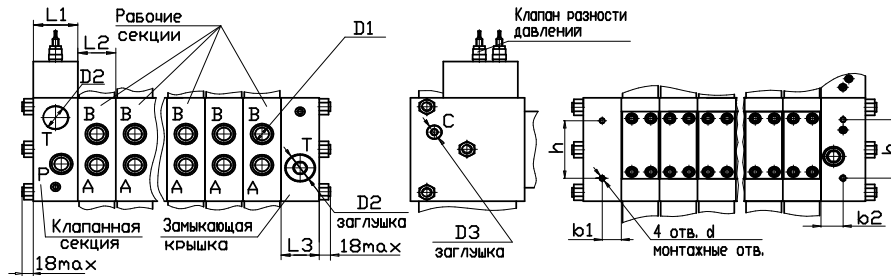 L1
Рабочие
секции
L2
D2
D1
B B B B B
T
T
P
A A A A A
Клапанная
секция
Замыкающая
крышка
D2
заглушка
L3
18max
18max
Клапан разности
давлений
C
D3
заглушка
h
h
b1
4 отв. d
монтажные отв.
b2